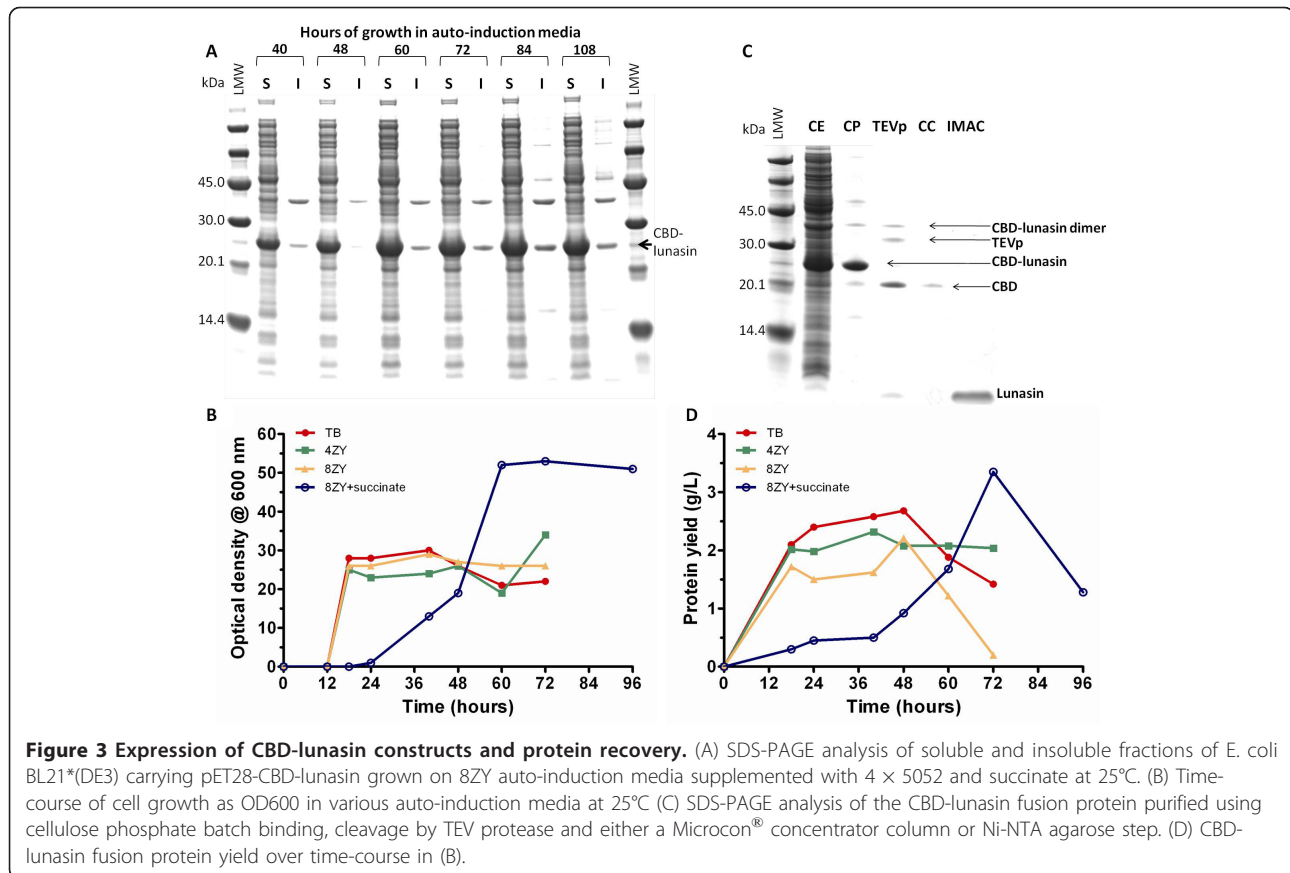 Hours of growth in auto-induction media
A 40 48 60 72 84 108
kDa LMW S I S I S I S I S I S I LMW
45.0
30.0
20.1
14.4
CBD-
lunasin
C
kDa LMW CE CP TEVp CC IMAC
45.0
30.0
20.1
14.4
CBD-lunasin dimer
TEVp
CBD-lunasin
CBD
Lunasin
B
TB
4ZY
8ZY
8ZY+succinate
Optical density @ 600 nm
60
50
40
30
20
10
0
0 12 24 36 48 60 72 84 96
Time (hours)
D
TB
4ZY
8ZY
8ZY+succinate
Protein yield (g/L)
4
3
2
1
0
0 12 24 36 48 60 72 84 96
Time (hours)
Figure 3 Expression of CBD-lunasin constructs and protein recovery. (A) SDS-PAGE analysis of soluble and insoluble fractions of E. coli
BL21*(DE3) carrying pET28-CBD-lunasin grown on 8ZY auto-induction media supplemented with 4 × 5052 and succinate at 25°C. (B) Time-
course of cell growth as OD600 in various auto-induction media at 25°C (C) SDS-PAGE analysis of the CBD-lunasin fusion protein purified using
cellulose phosphate batch binding, cleavage by TEV protease and either a Microcon® concentrator column or Ni-NTA agarose step. (D) CBD-
lunasin fusion protein yield over time-course in (B).